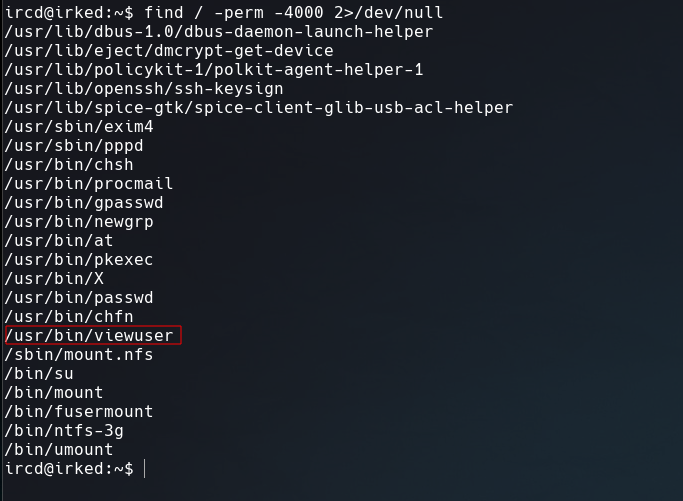 ircd@irked:~$ find / -perm -4000 2>/dev/null
/usr/lib/dbus-1.0/dbus-daemon-launch-helper
/usr/lib/eject/dmcrypt-get-device
/usr/lib/policykit-1/polkit-agent-helper-1
/usr/lib/openssh/ssh-keysign
/usr/lib/spice-gtk/spice-client-glib-usb-acl-helper
/usr/sbin/exim4
/usr/sbin/pppd
/usr/bin/chsh
/usr/bin/procmail
/usr/bin/gpasswd
/usr/bin/newgrp
/usr/bin/at
/usr/bin/pkexec
/usr/bin/X
/usr/bin/passwd
/usr/bin/chfn
/usr/bin/viewuser
/sbin/mount.nfs
/bin/su
/bin/mount
/bin/fusermount
/bin/ntfs-3g
/bin/umount
ircd@irked:~$